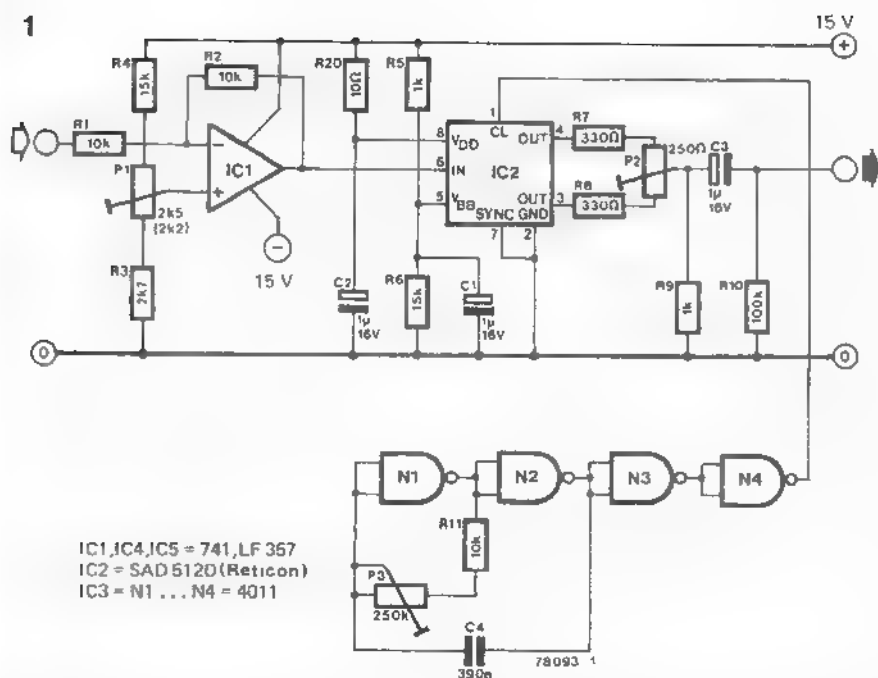 1
15 V
+
R4
15k
R2
10k
R20
10Ω
R5
1k
R1
10k
IC1
P1
2k5
(2k2)
15 V
R3
2k7
1
CL
8
VDD
OUT
4
6
IN
IC2
5
VBB
OUT
3
SYNC
GND
7
2
R7
330Ω
R8
330Ω
P2
250Ω
C3
1µ
16V
C2
1µ
16V
R6
15k
C1
1µ
16V
R9
1k
R10
100k
0
0
N1
N2
N3
N4
R11
10k
P3
250k
C4
78093 1
IC1,IC4,IC5 = 741,LF 357
IC2 = SAD 512D (Reticon)
IC3 = N1 ... N4 = 4011